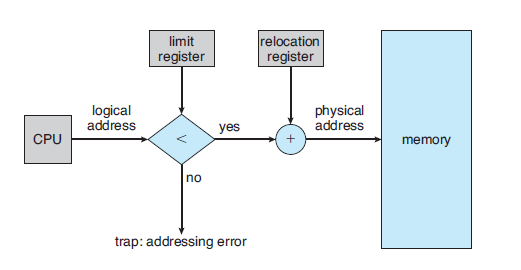 limit
register
relocation
register
logical
address
yes
physical
address
CPU
<
+
memory
no
trap: addressing error